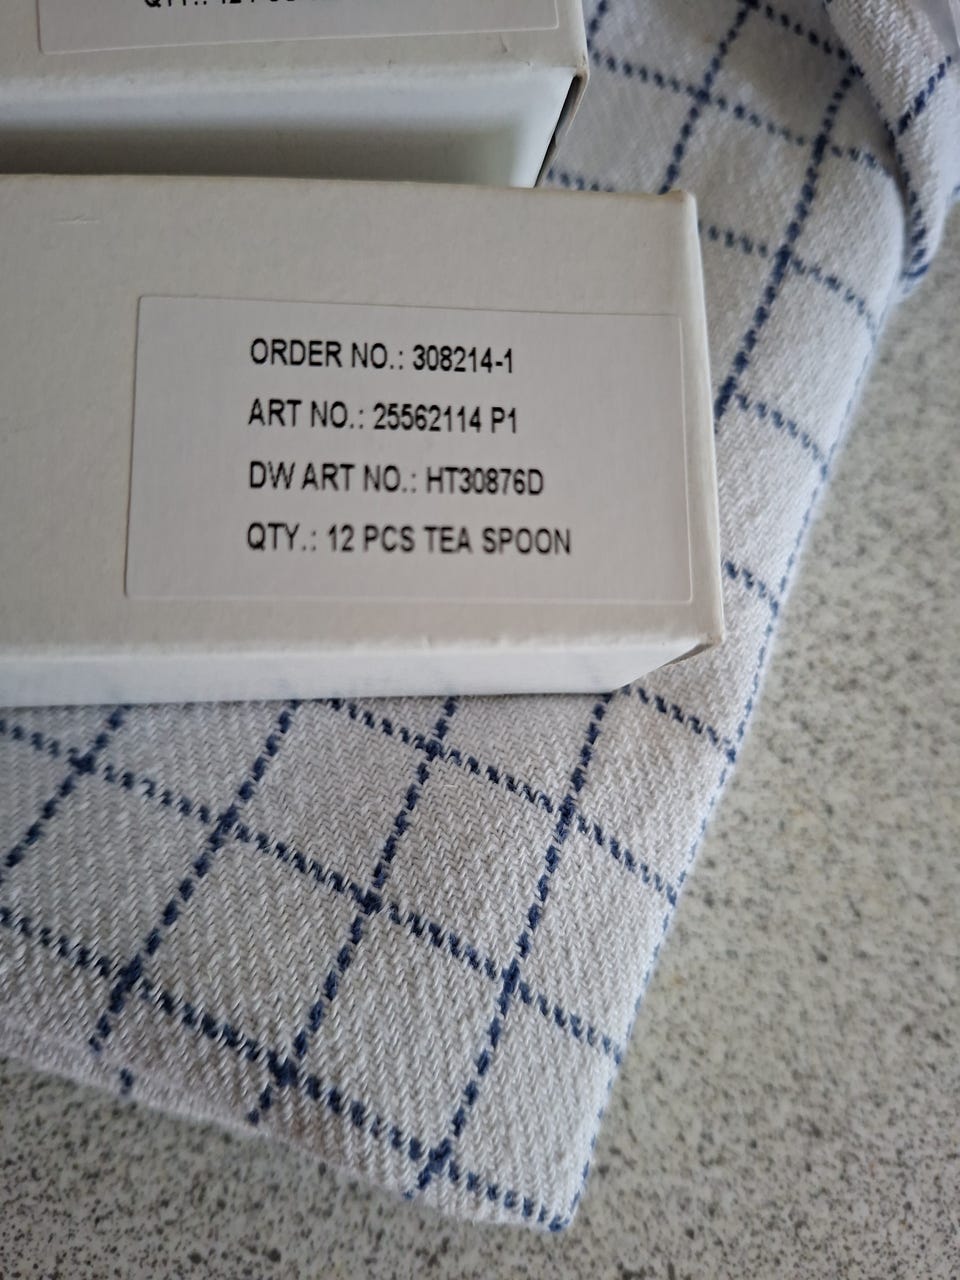 ORDER NO.: 308214-1
ART NO.: 25562114 P1
DW ART NO.: HT30876D
QTY.: 12 PCS TEA SPOON